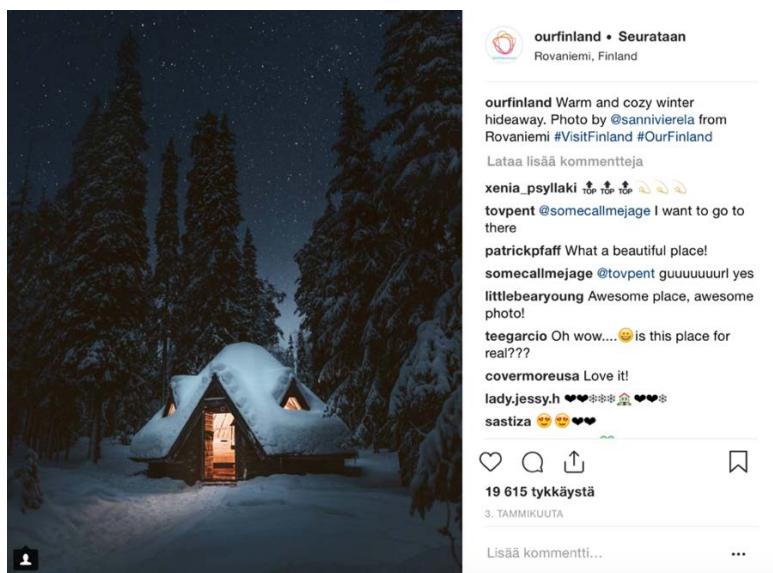 ourfinland • Seurataan
Rovaniemi, Finland
ourfinland Warm and cozy winter
hideaway. Photo by @sannivierela from
Rovaniemi #VisitFinland #OurFinland
Lataa lisää kommentteja
xenia_psyllaki 🔝🔝🔝💫💫💫
tovpent @somecallmejage I want to go to
there
patrickpfaff What a beautiful place!
somecallmejage @tovpent guuuuuuurl yes
littlebearyoung Awesome place, awesome
photo!
teegarcio Oh wow....😀is this place for
real???
covermoreusa Love it!
lady.jessy.h ❤❤❄❄❄🏠❤❤❄
sastiza 😍😍❤❤
19 615 tykkäystä
3. TAMMIKUUTA
Lisää kommentti...